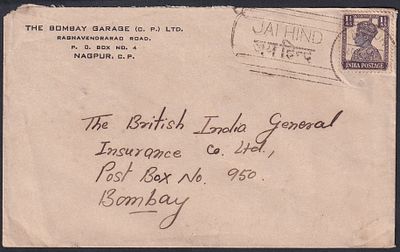 THE BOMBAY GARAGE (C. P.) LTD.
RAGHAVENDRARAO ROAD.
P. O. BOX NO. 4
NAGPUR, C.P.
JAI HIND
जय हिन्द
INDIA POSTAGE
The British India General
Insurance Co. Ltd.,
Post Box No. 950.
Bombay